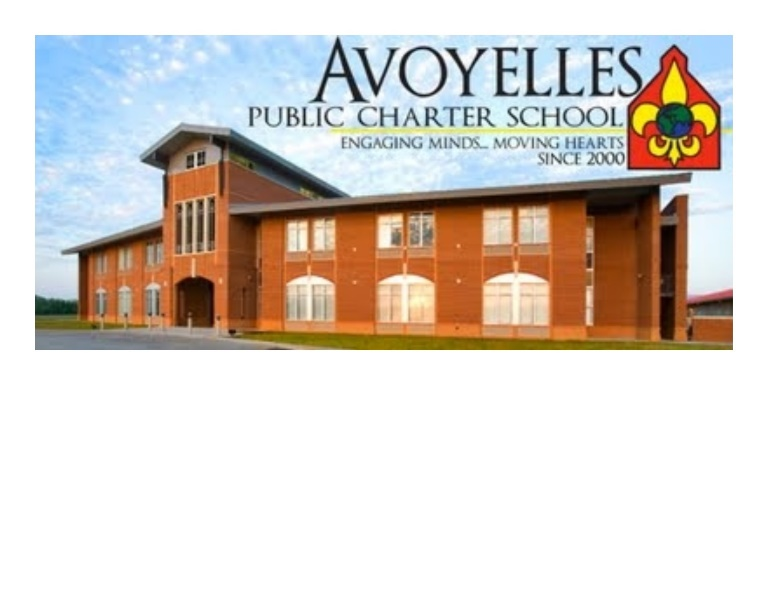 AVOYELLES
PUBLIC CHARTER SCHOOL
ENGAGING MINDS... MOVING HEARTS
SINCE 2000